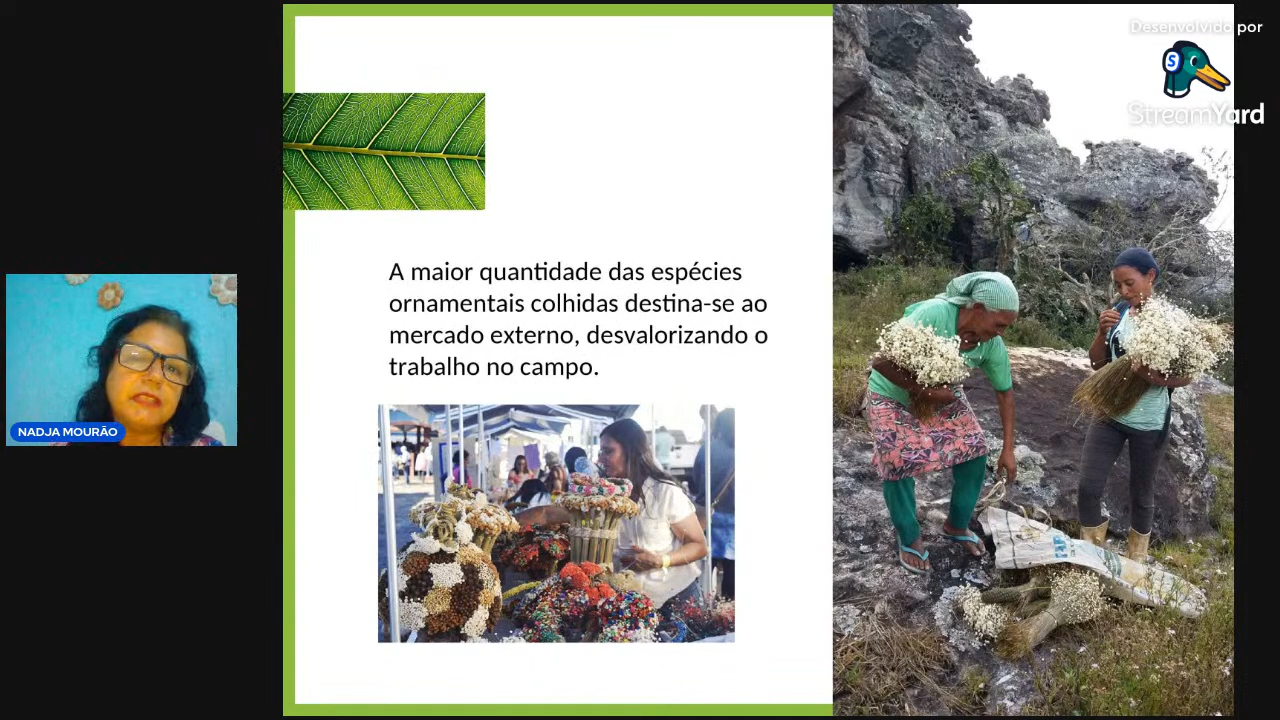 Desenvolvido por
S
StreamYard
A maior quantidade das espécies
ornamentais colhidas destina-se ao
mercado externo, desvalorizando o
trabalho no campo.
NADJA MOURÃO